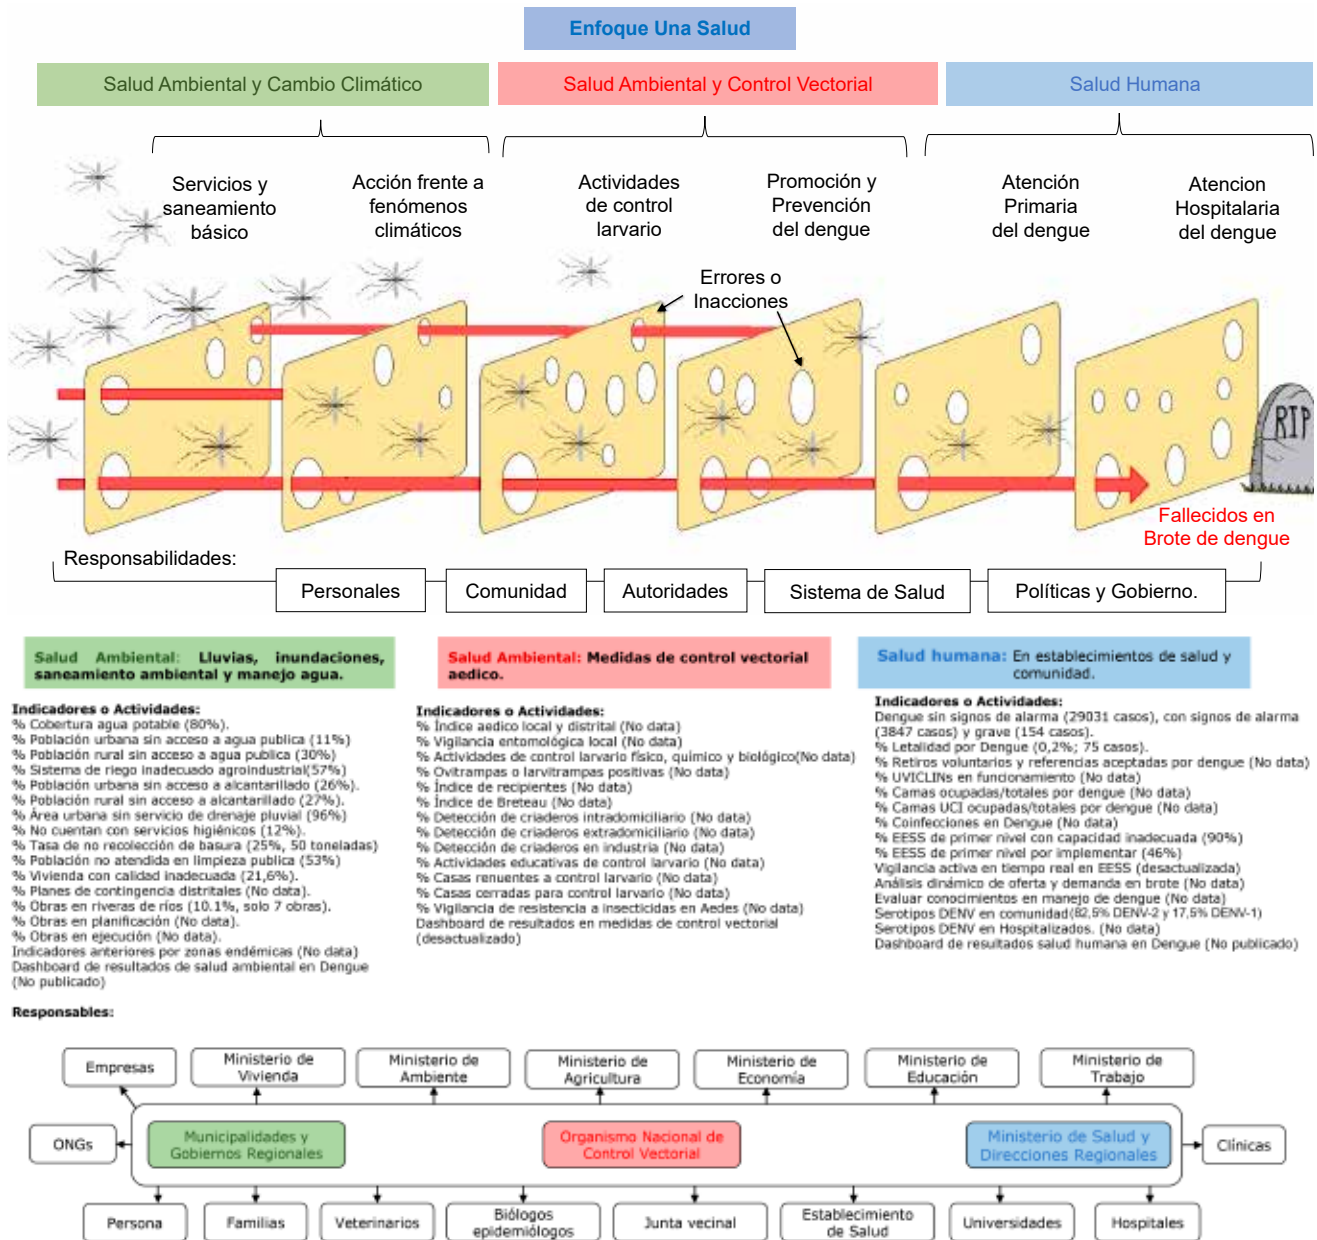 Enfoque Una Salud
Salud Ambiental y Cambio Climático
Salud Ambiental y Control Vectorial
Salud Humana
Servicios y
saneamiento
básico
Acción frente a
fenómenos
climáticos
Actividades
de control
larvario
Promoción y
Prevención
del dengue
Atención
Primaria
del dengue
Atencion
Hospitalaria
del dengue
Errores o
Inacciones
RIP
Fallecidos en
Brote de dengue
Responsabilidades:
Personales
Comunidad
Autoridades
Sistema de Salud
Políticas y Gobierno.
Salud Ambiental: Lluvias, inundaciones,
saneamiento ambiental y manejo agua.
Indicadores o Actividades:
% Cobertura agua potable (80%).
% Población urbana sin acceso a agua publica (11%)
% Población rural sin acceso a agua publica (30%)
% Sistema de riego inadecuado agroindustrial(57%)
% Población urbana sin acceso a alcantarillado (26%).
% Población rural sin acceso a alcantarillado (27%).
% Área urbana sin servicio de drenaje pluvial (96%)
% No cuentan con servicios higiénicos (12%).
% Tasa de no recolección de basura (25%, 50 toneladas)
% Población no atendida en limpieza publica (53%)
% Vivienda con calidad inadecuada (21,6%).
% Planes de contingencia distritales (No data).
% Obras en riveras de ríos (10.1%, solo 7 obras).
% Obras en planificación (No data).
% Obras en ejecución (No data).
Indicadores anteriores por zonas endémicas (No data)
Dashboard de resultados de salud ambiental en Dengue
(No publicado)
Salud Ambiental: Medidas de control vectorial
aedico.
Indicadores o Actividades:
% Índice aedico local y distrital (No data)
% Vigilancia entomológica local (No data)
% Actividades de control larvario físico, químico y biológico(No data)
% Ovitrampas o larvitrampas positivas (No data)
% Índice de recipientes (No data)
% Índice de Breteau (No data)
% Detección de criaderos intradomiciliario (No data)
% Detección de criaderos extradomiciliario (No data)
% Detección de criaderos en industria (No data)
% Actividades educativas de control larvario (No data)
% Casas renuentes a control larvario (No data)
% Casas cerradas para control larvario (No data)
% Vigilancia de resistencia a insecticidas en Aedes (No data)
Dashboard de resultados en medidas de control vectorial
(desactualizado)
Salud humana: En establecimientos de salud y
comunidad.
Indicadores o Actividades:
Dengue sin signos de alarma (29031 casos), con signos de alarma
(3847 casos) y grave (154 casos).
% Letalidad por Dengue (0,2%; 75 casos).
% Retiros voluntarios y referencias aceptadas por dengue (No data)
% UVICLINs en funcionamiento (No data)
% Camas ocupadas/totales por dengue (No data)
% Camas UCI ocupadas/totales por dengue (No data)
% Coinfecciones en Dengue (No data)
% EESS de primer nivel con capacidad inadecuada (90%)
% EESS de primer nivel por implementar (46%)
Vigilancia activa en tiempo real en EESS (desactualizada)
Análisis dinámico de oferta y demanda en brote (No data)
Evaluar conocimientos en manejo de dengue (No data)
Serotipos DENV en comunidad(82,5% DENV-2 y 17,5% DENV-1)
Serotipos DENV en Hospitalizados. (No data)
Dashboard de resultados salud humana en Dengue (No publicado)
Responsables:
Empresas
Ministerio de
Vivienda
Ministerio de
Ambiente
Ministerio de
Agricultura
Ministerio de
Economía
Ministerio de
Educación
Ministerio de
Trabajo
ONGs
Municipalidades y
Gobiernos Regionales
Organismo Nacional de
Control Vectorial
Ministerio de Salud y
Direcciones Regionales
Clínicas
Persona
Familias
Veterinarios
Biólogos
epidemiólogos
Junta vecinal
Establecimiento
de Salud
Universidades
Hospitales